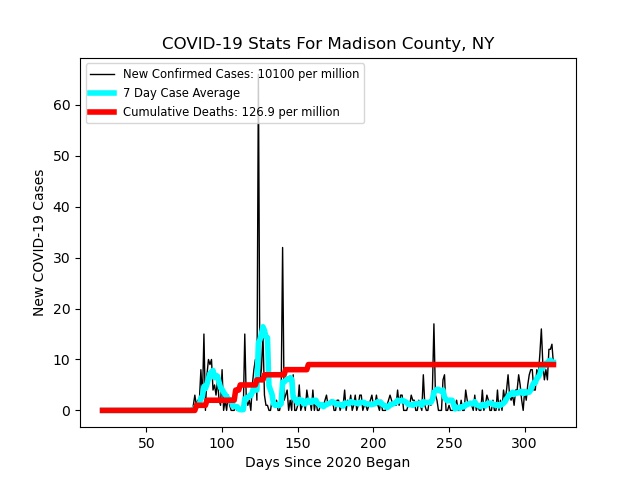 COVID-19 Stats For Madison County, NY
New Confirmed Cases: 10100 per million
7 Day Case Average
Cumulative Deaths: 126.9 per million
60
50
40
30
20
10
0
New COVID-19 Cases
50 100 150 200 250 300
Days Since 2020 Began